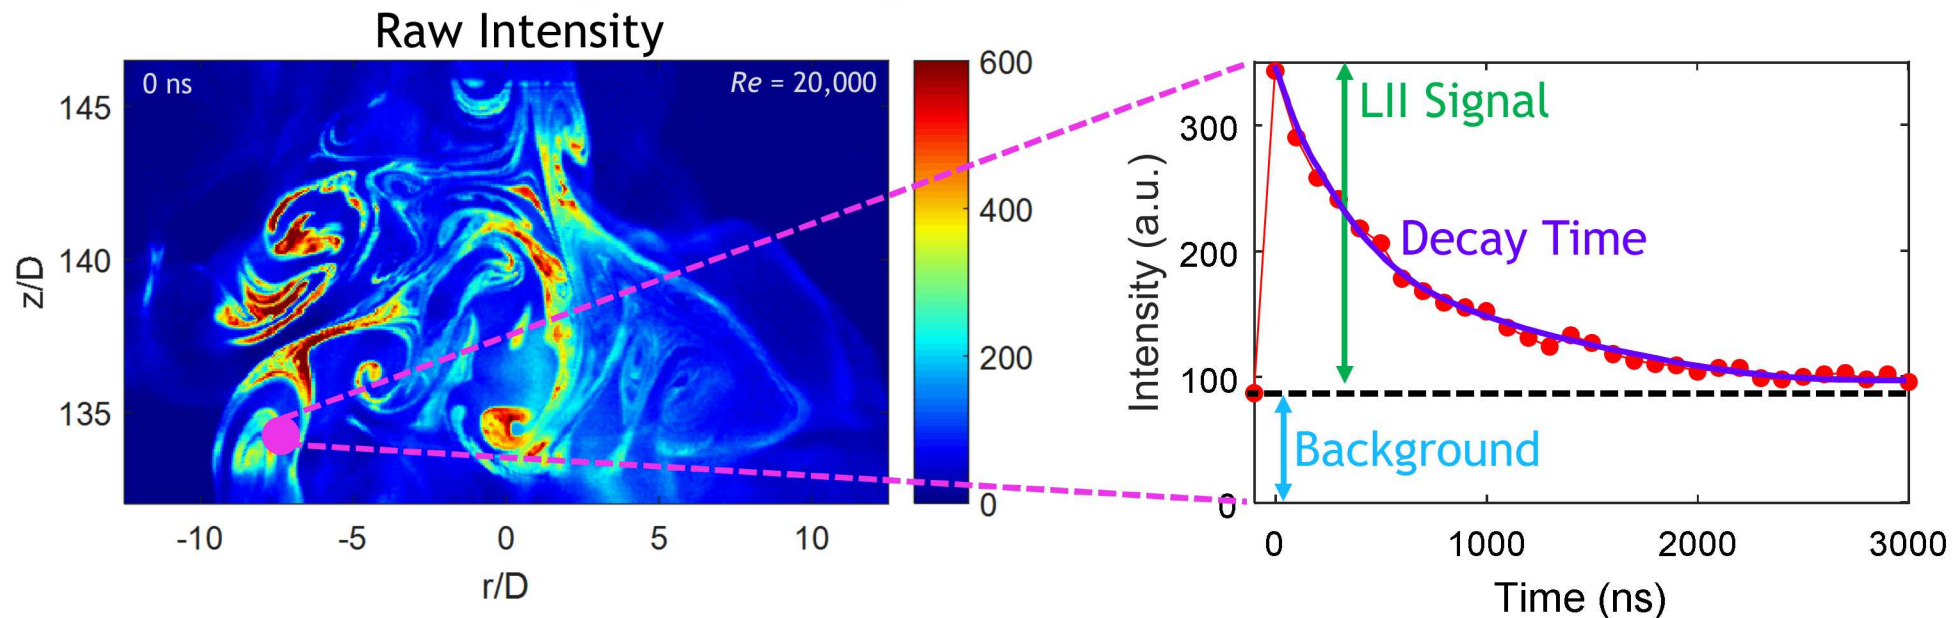 Raw Intensity
0 ns
Re = 20,000
145
140
135
z/D
-10 -5 0 5 10
r/D
600
400
200
0
LII Signal
Decay Time
Background
Intensity (a.u.)
300
200
100
0
0 1000 2000 3000
Time (ns)